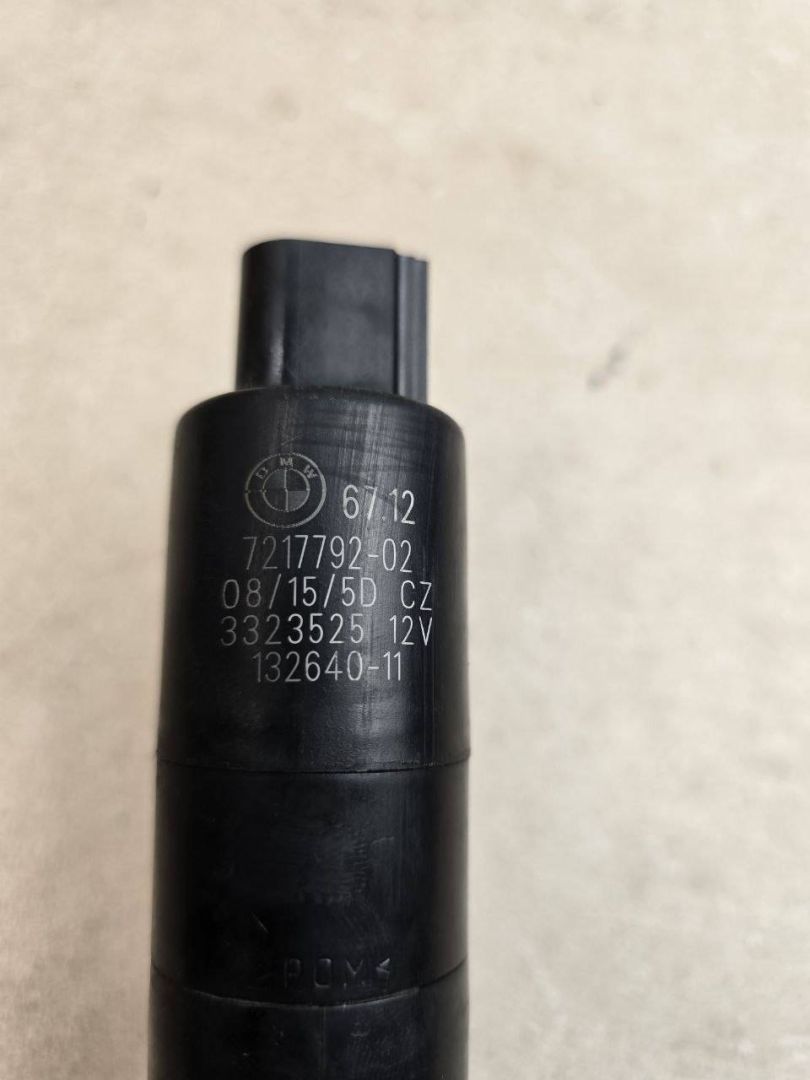 BMW
67.12
7217792-02
08/15/5D CZ
3323525 12V
132640-11
>POM<